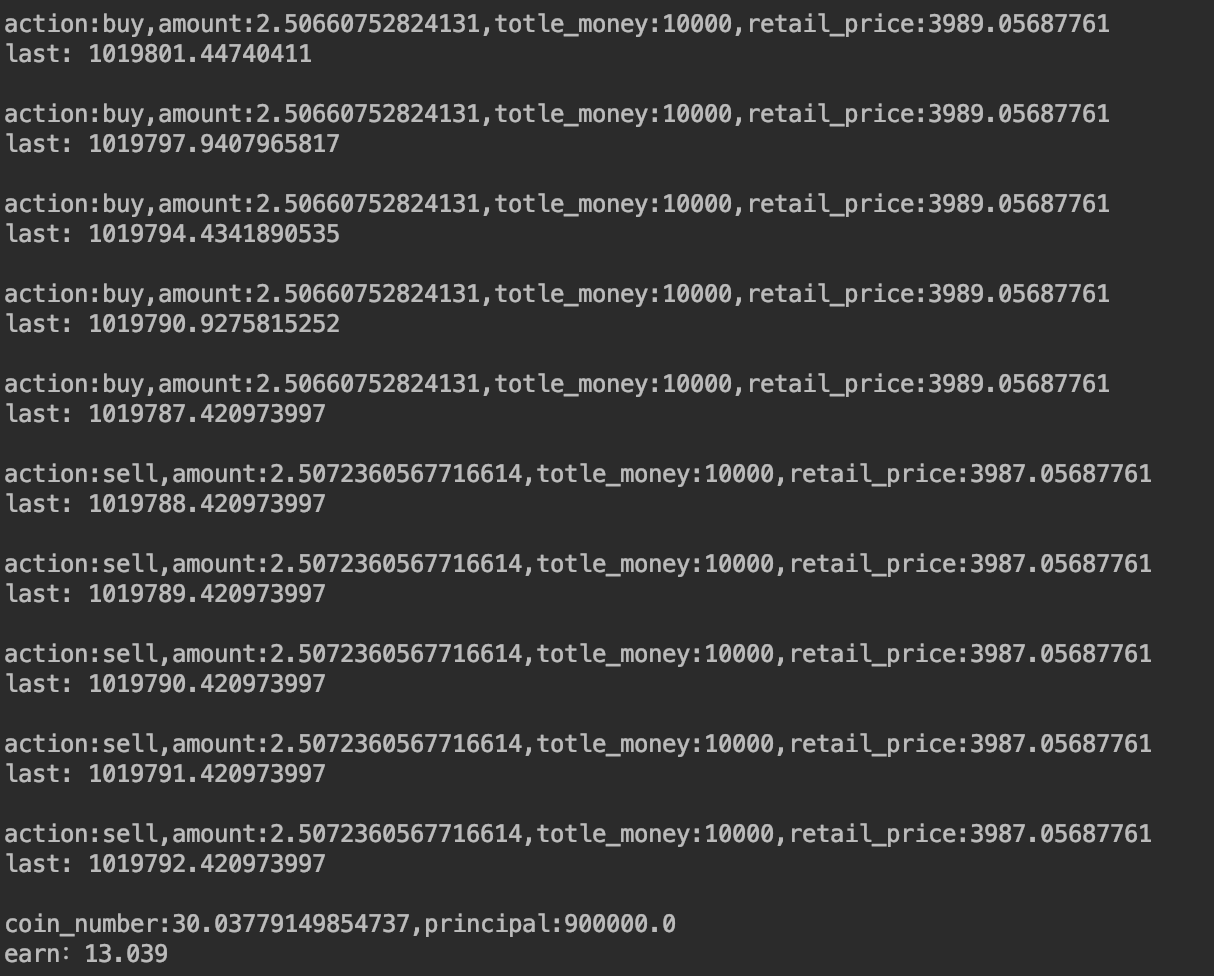 action:buy,amount:2.50660752824131,totle_money:10000,retail_price:3989.05687761
last: 1019801.44740411
action:buy,amount:2.50660752824131,totle_money:10000,retail_price:3989.05687761
last: 1019797.9407965817
action:buy,amount:2.50660752824131,totle_money:10000,retail_price:3989.05687761
last: 1019794.4341890535
action:buy,amount:2.50660752824131,totle_money:10000,retail_price:3989.05687761
last: 1019790.9275815252
action:buy,amount:2.50660752824131,totle_money:10000,retail_price:3989.05687761
last: 1019787.420973997
action:sell,amount:2.5072360567716614,totle_money:10000,retail_price:3987.05687761
last: 1019788.420973997
action:sell,amount:2.5072360567716614,totle_money:10000,retail_price:3987.05687761
last: 1019789.420973997
action:sell,amount:2.5072360567716614,totle_money:10000,retail_price:3987.05687761
last: 1019790.420973997
action:sell,amount:2.5072360567716614,totle_money:10000,retail_price:3987.05687761
last: 1019791.420973997
action:sell,amount:2.5072360567716614,totle_money:10000,retail_price:3987.05687761
last: 1019792.420973997
coin_number:30.03779149854737,principal:900000.0
earn: 13.039